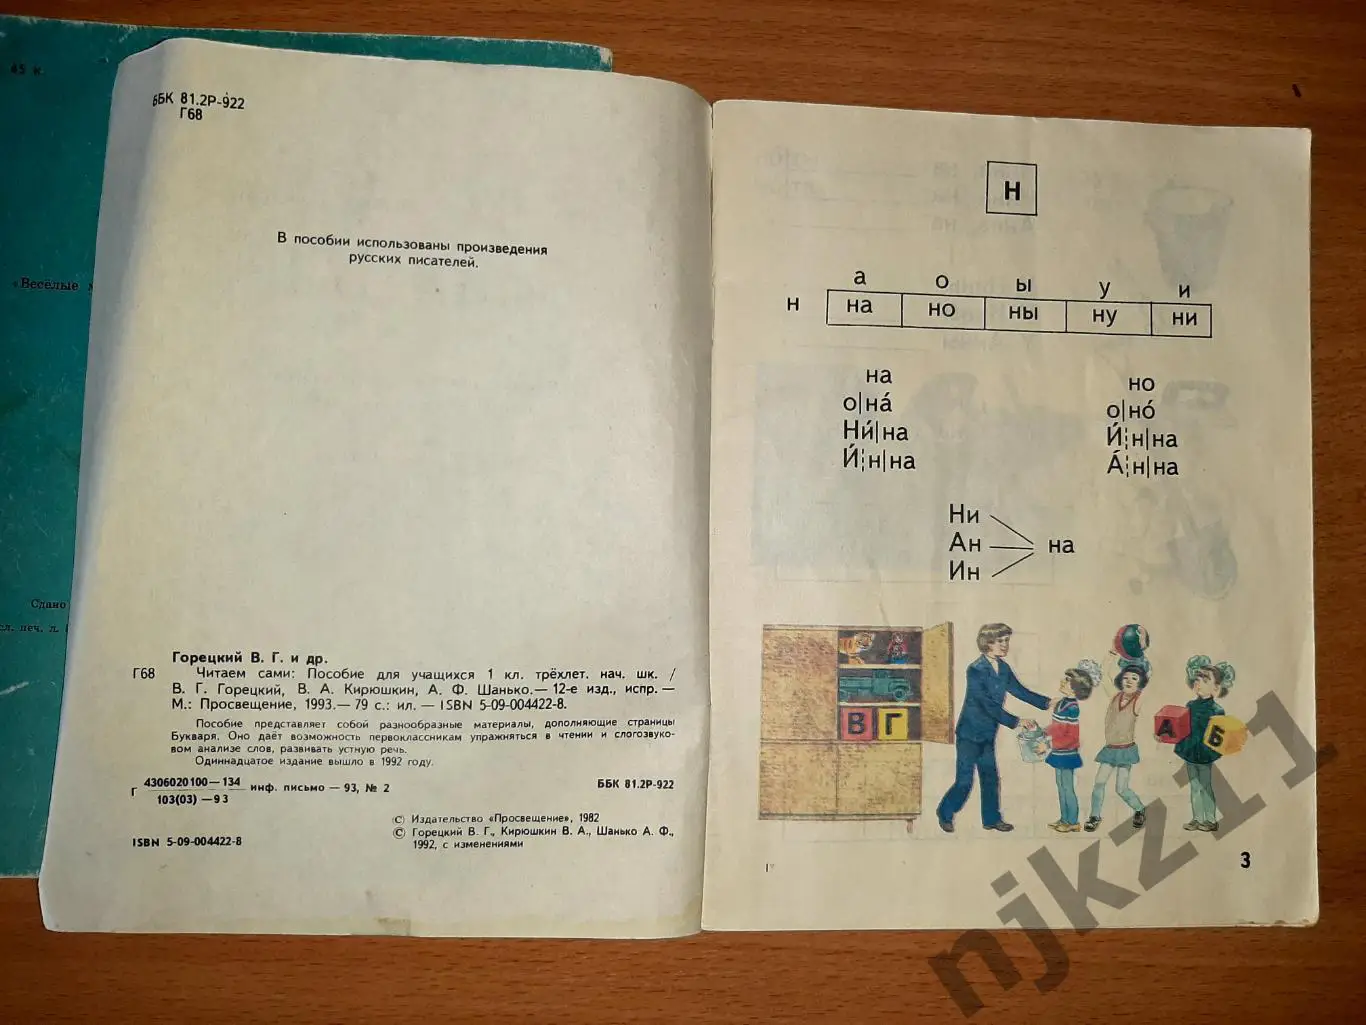 45 к.
«Весёлые
Сдано
печ. л.
ББК 81.2Р-922
Г68
В пособии использованы произведения
русских писателей.
Горецкий В. Г. и др.
Г68 Читаем сами: Пособие для учащихся 1 кл. трёхлет. нач. шк. /
В. Г. Горецкий, В. А. Кирюшкин, А. Ф. Шанько.— 12-е изд., испр.—
М.: Просвещение, 1993.— 79 с.: ил.— ISBN 5-09-004422-8.
Пособие представляет собой разнообразные материалы, дополняющие страницы
Букваря. Оно даёт возможность первоклассникам упражняться в чтении и слогозвуко-
вом анализе слов, развивать устную речь.
Одиннадцатое издание вышло в 1992 году.
Г 4306020100—134
103(03)—93 инф. письмо — 93, № 2
ББК 81.2Р-922
ISBN 5-09-004422-8
© Издательство «Просвещение», 1982
© Горецкий В. Г., Кирюшкин В. А., Шанько А. Ф.,
1992, с изменениями
н
а о ы у и
н на но ны ну ни
на
о|на́
Ни́|на
И́¦н|на
но
о|но́
И́¦н|на
А́¦н|на
Ни
Ан на
Ин
В Г
А Б
3
njkz11